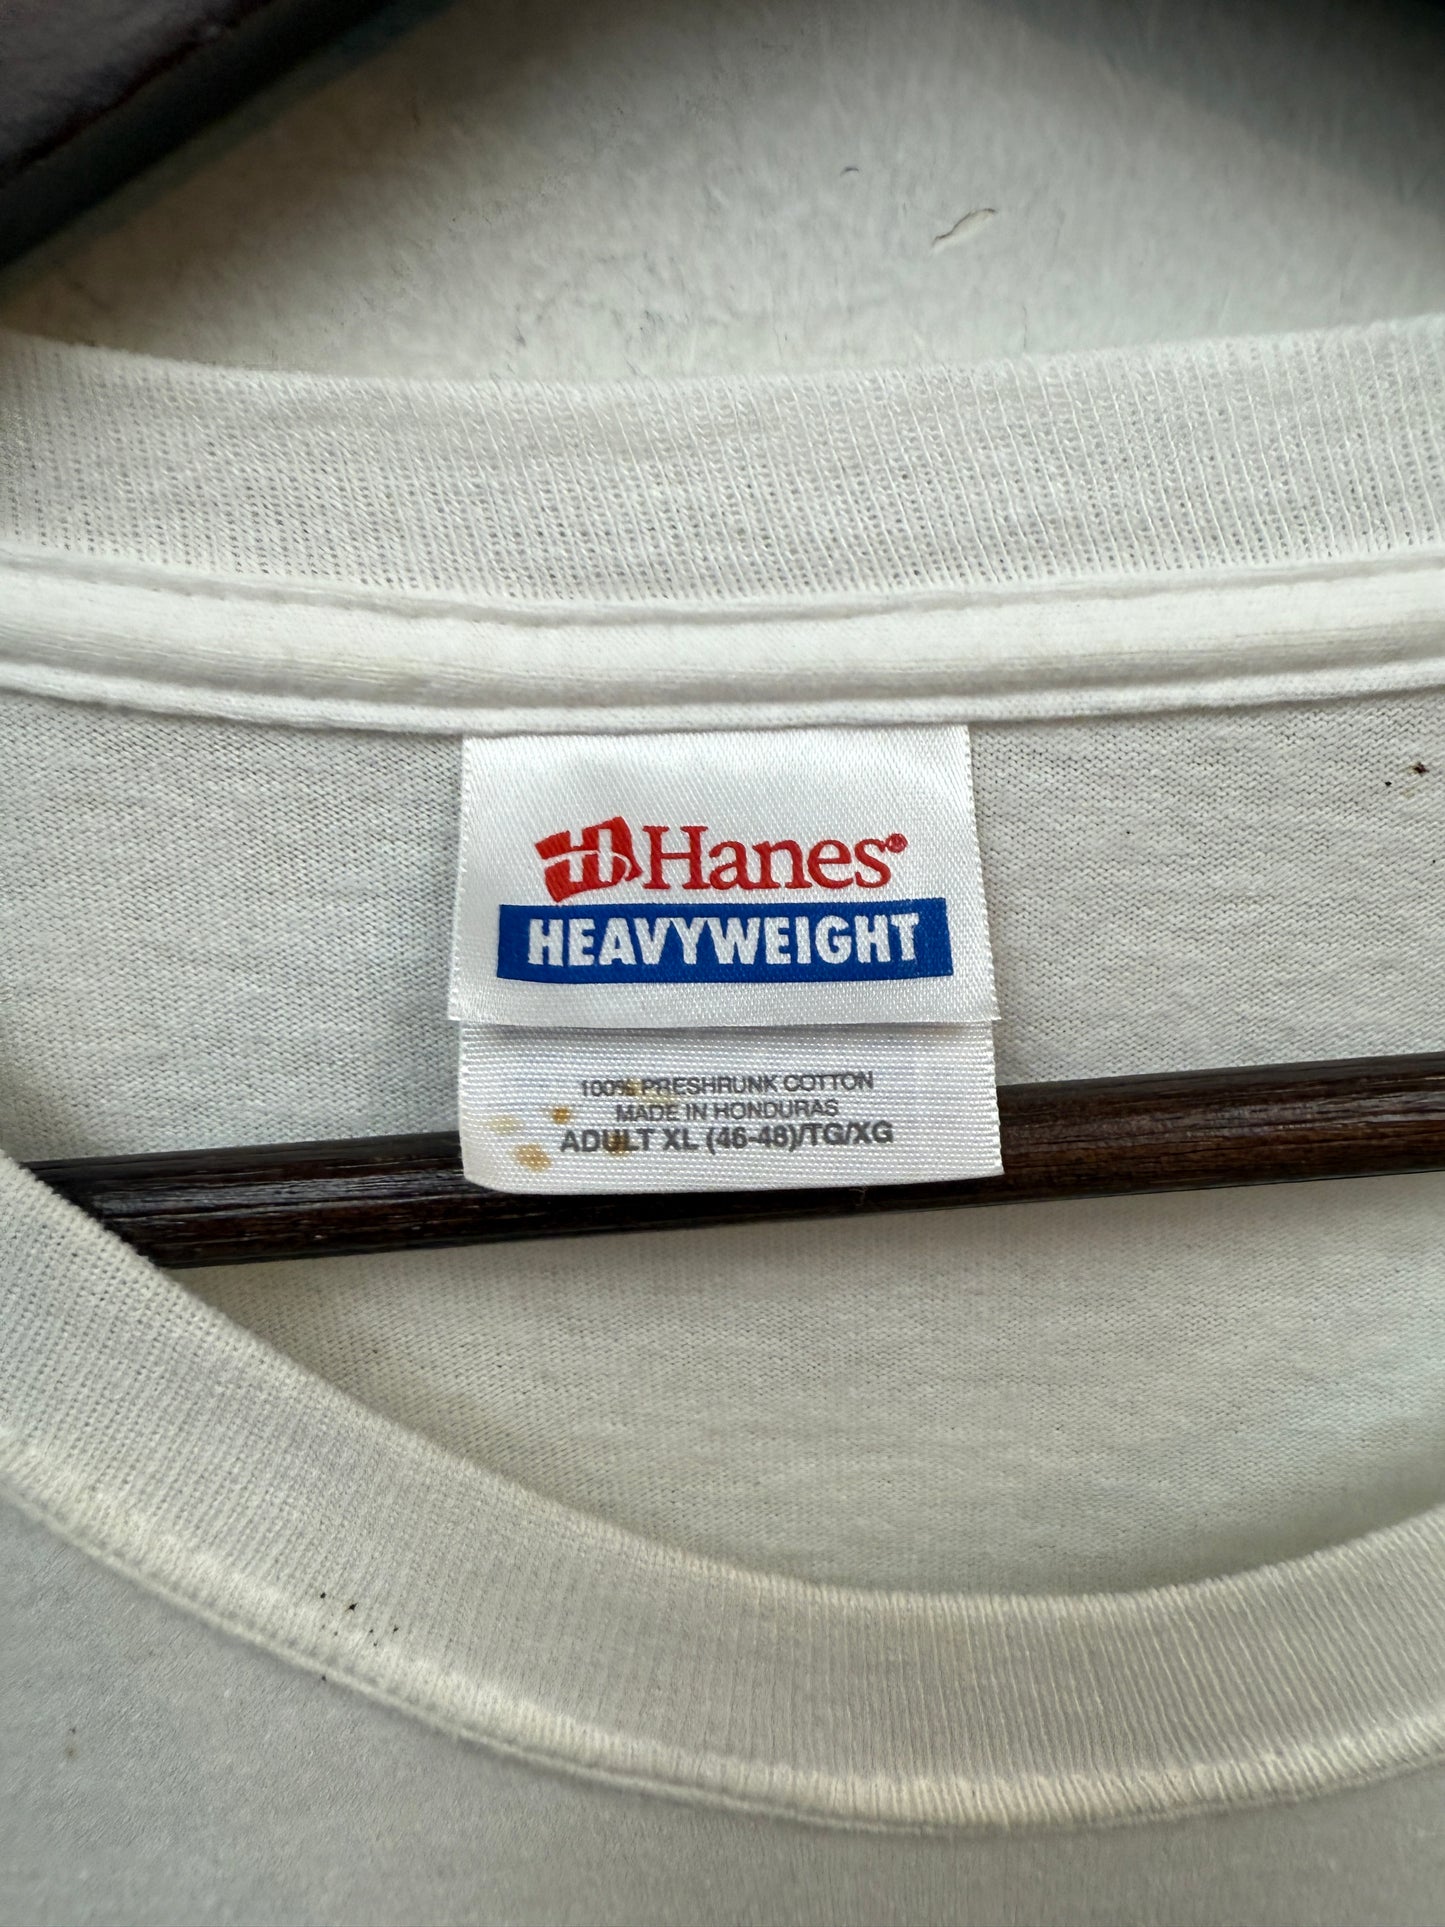 Hanes®
HEAVYWEIGHT
100% PRESHRUNK COTTON
MADE IN HONDURAS
ADULT XL (46-48)/TG/XG